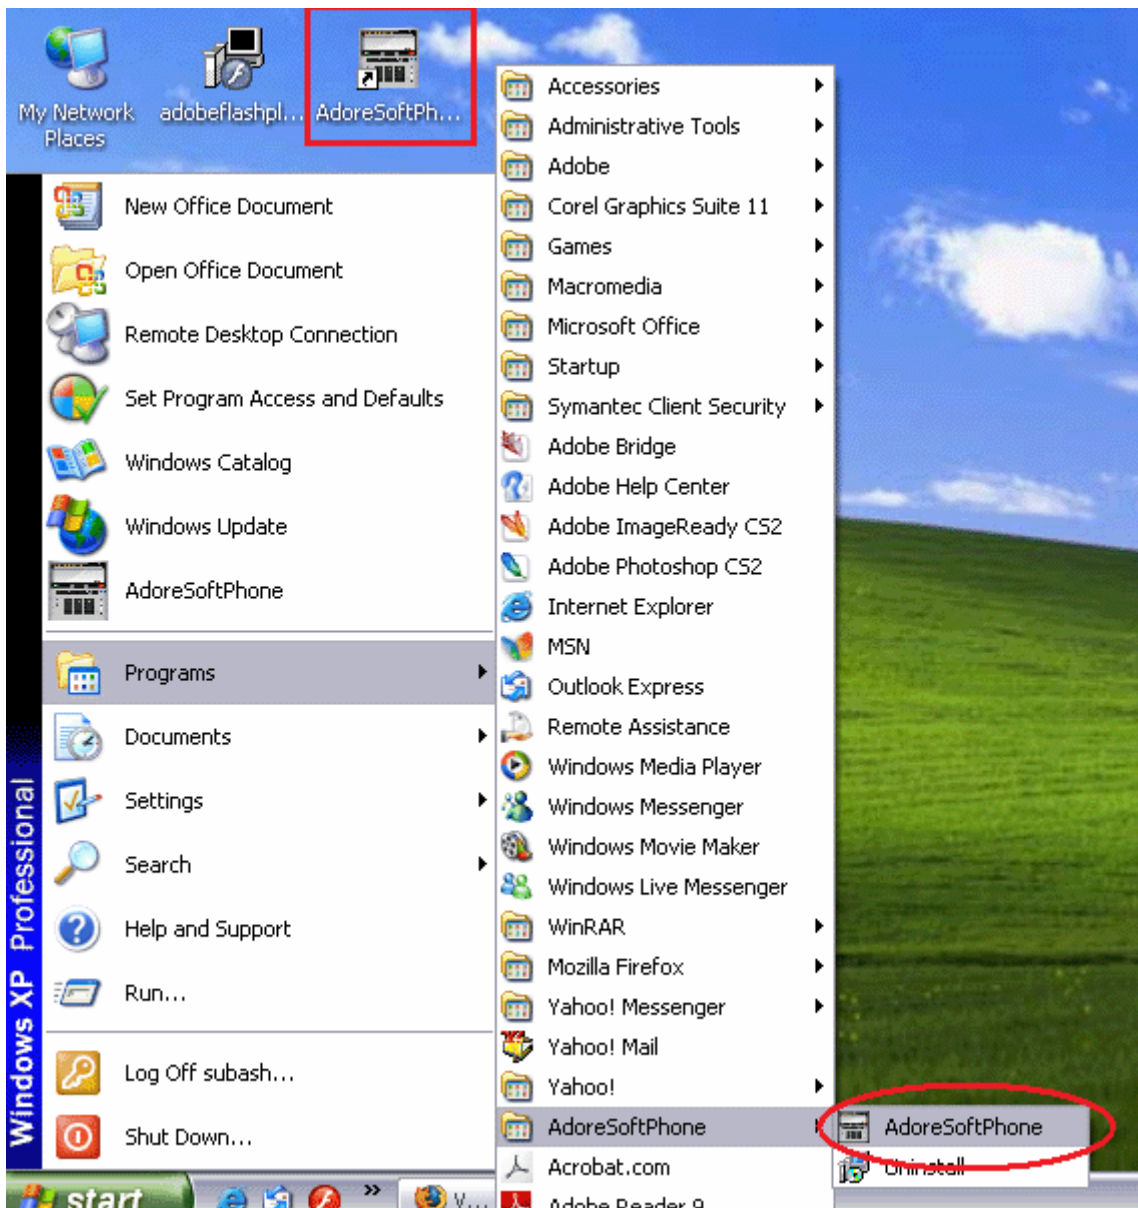 My Network
Places
adobeflashpl...
AdoreSoftPh...
New Office Document
Open Office Document
Remote Desktop Connection
Set Program Access and Defaults
Windows Catalog
Windows Update
AdoreSoftPhone
Programs
Documents
Settings
Search
Help and Support
Run...
Log Off subash...
Shut Down...
Windows XP Professional
Accessories
Administrative Tools
Adobe
Corel Graphics Suite 11
Games
Macromedia
Microsoft Office
Startup
Symantec Client Security
Adobe Bridge
Adobe Help Center
Adobe ImageReady CS2
Adobe Photoshop CS2
Internet Explorer
MSN
Outlook Express
Remote Assistance
Windows Media Player
Windows Messenger
Windows Movie Maker
Windows Live Messenger
WinRAR
Mozilla Firefox
Yahoo! Messenger
Yahoo! Mail
Yahoo!
AdoreSoftPhone
Acrobat.com
Adobe Reader 9
AdoreSoftPhone
Uninstall
start
»
Y...